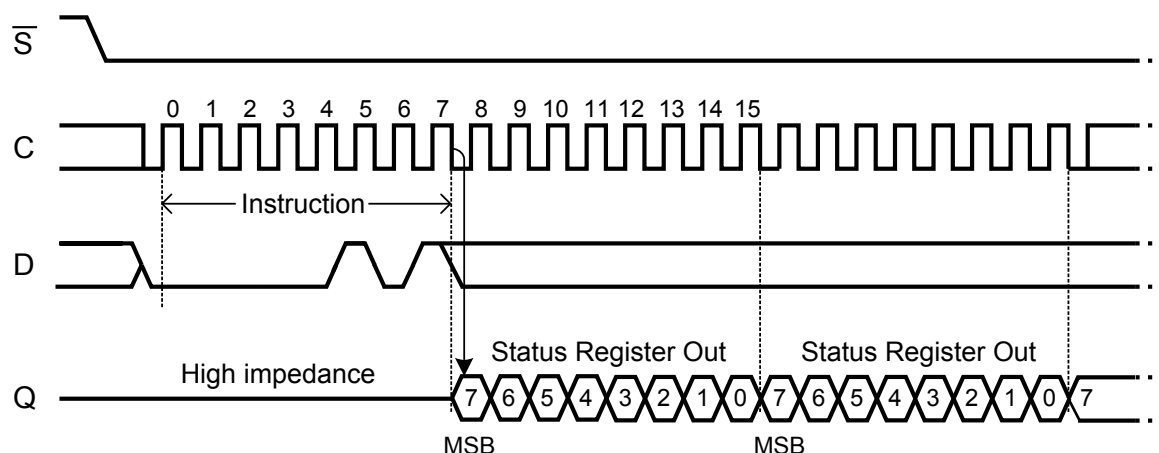 S
0 1 2 3 4 5 6 7 8 9 10 11 12 13 14 15
C
Instruction
D
Status Register Out Status Register Out
High impedance
Q 7 6 5 4 3 2 1 0 7 6 5 4 3 2 1 0 7
MSB MSB